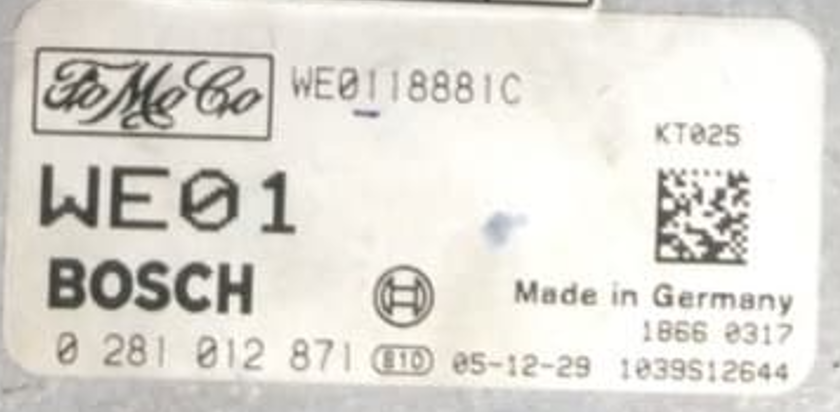 FoMoCo WE0118881C
KT025
WE01
BOSCH
Made in Germany
1866 0317
0 281 012 871 810 05-12-29 1039S12644